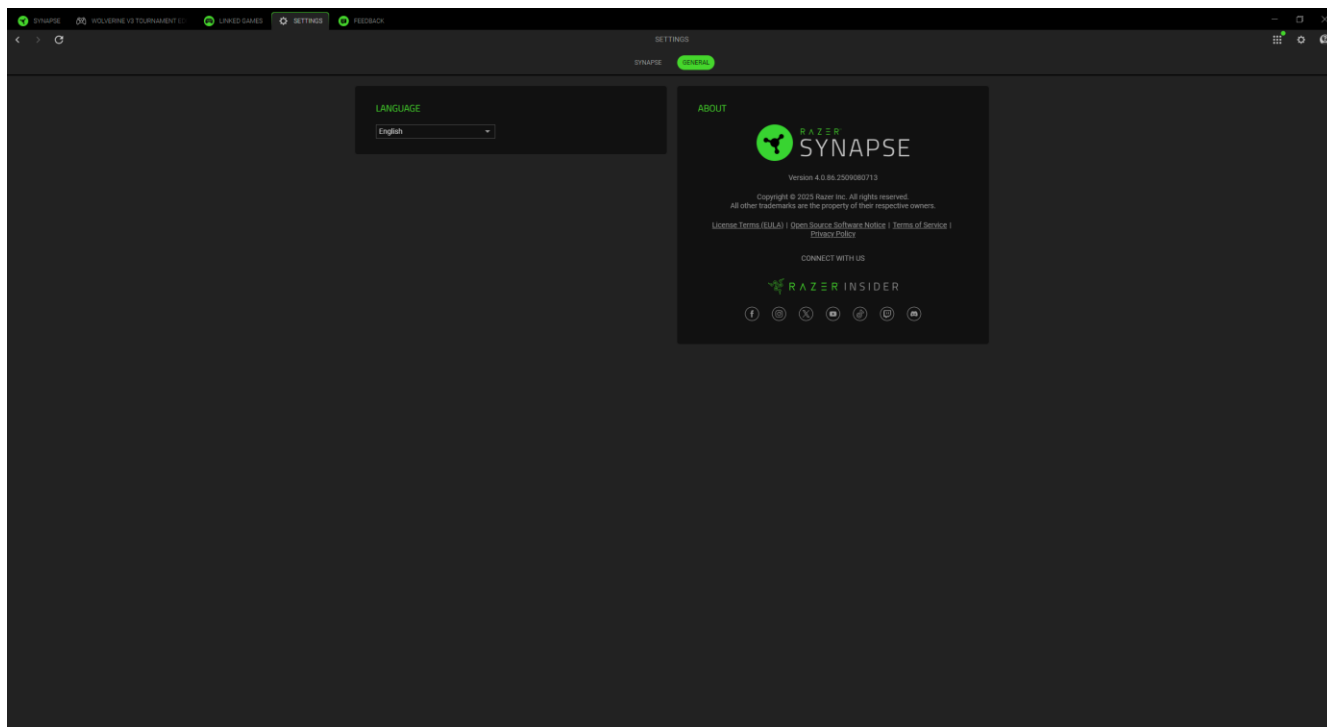 SYNAPSE
WOLVERINE V3 TOURNAMENT
LINKED GAMES
SETTINGS
FEEDBACK
SETTINGS
SYNAPSE
GENERAL
LANGUAGE
English
ABOUT
RAZER
SYNAPSE
Version 4.0.86.2509080713
Copyright © 2025 Razer Inc. All rights reserved.
All other trademarks are the property of their respective owners.
License Terms (EULA) | Open Source Software Notice | Terms of Service |
Privacy Policy
CONNECT WITH US
RAZER INSIDER